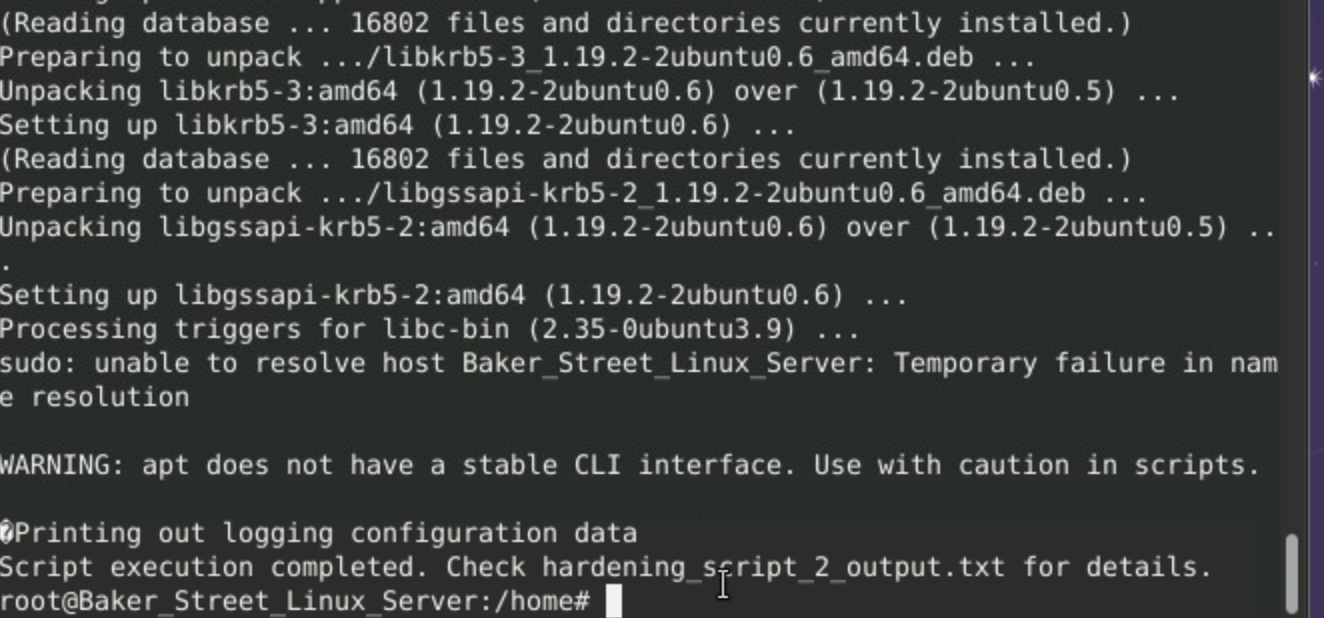 (Reading database ... 16802 files and directories currently installed.)
Preparing to unpack .../libkrb5-3_1.19.2-2ubuntu0.6_amd64.deb ...
Unpacking libkrb5-3:amd64 (1.19.2-2ubuntu0.6) over (1.19.2-2ubuntu0.5) ...
Setting up libkrb5-3:amd64 (1.19.2-2ubuntu0.6) ...
(Reading database ... 16802 files and directories currently installed.)
Preparing to unpack .../libgssapi-krb5-2_1.19.2-2ubuntu0.6_amd64.deb ...
Unpacking libgssapi-krb5-2:amd64 (1.19.2-2ubuntu0.6) over (1.19.2-2ubuntu0.5) ..
.
Setting up libgssapi-krb5-2:amd64 (1.19.2-2ubuntu0.6) ...
Processing triggers for libc-bin (2.35-0ubuntu3.9) ...
sudo: unable to resolve host Baker_Street_Linux_Server: Temporary failure in nam
e resolution
WARNING: apt does not have a stable CLI interface. Use with caution in scripts.
�Printing out logging configuration data
Script execution completed. Check hardening_script_2_output.txt for details.
root@Baker_Street_Linux_Server:/home#